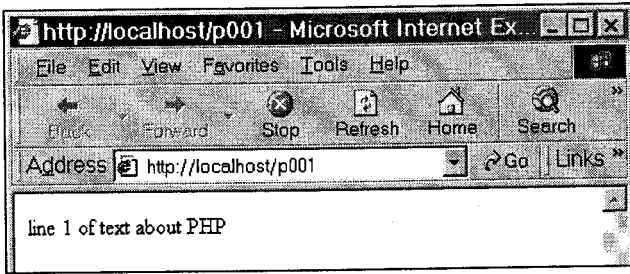 http://localhost/p001 - Microsoft Internet Ex...
File Edit View Favorites Tools Help
Back Forward Stop Refresh Home Search »
Address http://localhost/p001 Go Links »
line 1 of text about PHP